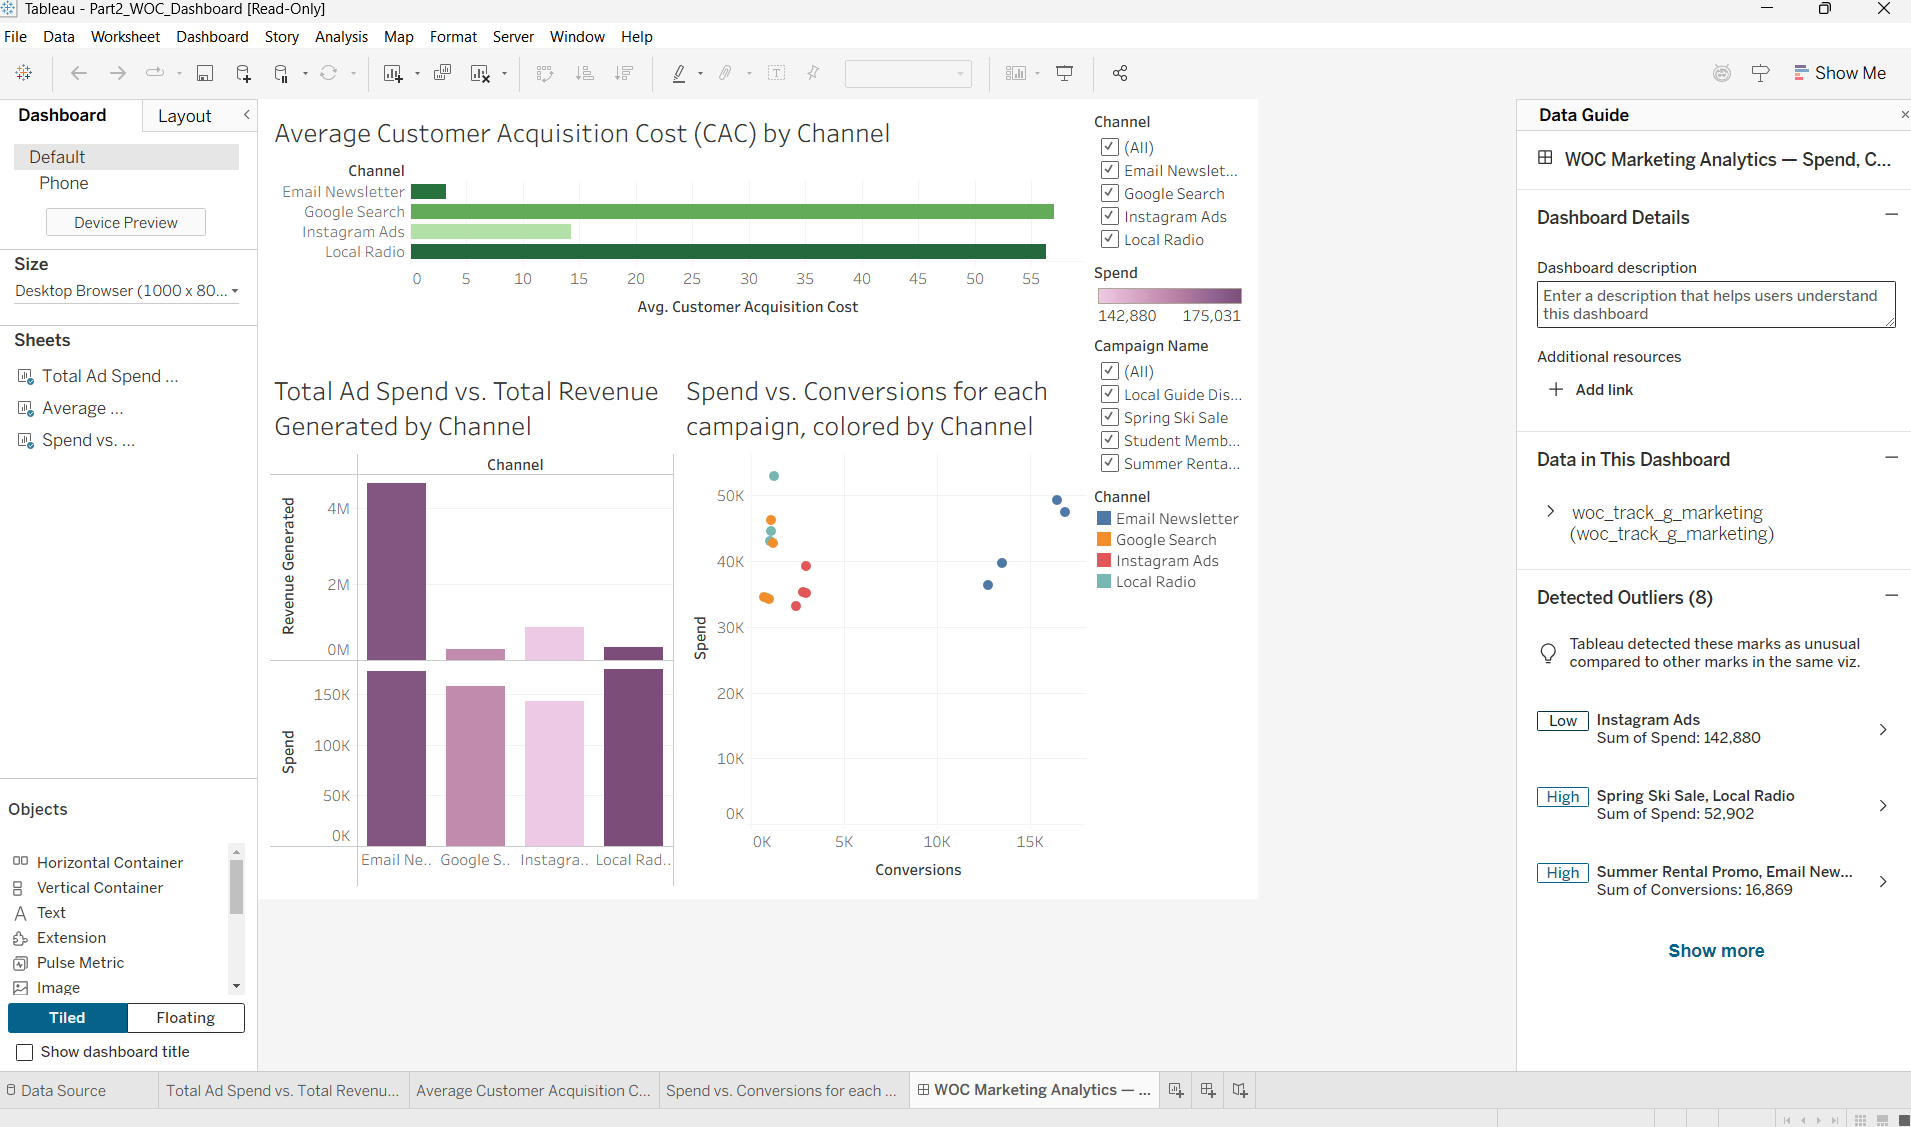 Tableau - Part2_WOC_Dashboard [Read-Only]
File Data Worksheet Dashboard Story Analysis Map Format Server Window Help
Show Me
Dashboard Layout
Default
Phone
Device Preview
Size
Desktop Browser (1000 x 80...
Sheets
Total Ad Spend ...
Average ...
Spend vs. ...
Objects
Horizontal Container
Vertical Container
Text
Extension
Pulse Metric
Image
Tiled Floating
Show dashboard title
Average Customer Acquisition Cost (CAC) by Channel
Channel
Email Newsletter
Google Search
Instagram Ads
Local Radio
0 5 10 15 20 25 30 35 40 45 50 55
Avg. Customer Acquisition Cost
Total Ad Spend vs. Total Revenue
Generated by Channel
Channel
Revenue Generated
4M
2M
0M
Spend
150K
100K
50K
0K
Email Ne.. Google S.. Instagra.. Local Rad..
Spend vs. Conversions for each
campaign, colored by Channel
Spend
50K
40K
30K
20K
10K
0K
0K 5K 10K 15K
Conversions
Channel
(All)
Email Newslet...
Google Search
Instagram Ads
Local Radio
Spend
142,880 175,031
Campaign Name
(All)
Local Guide Dis...
Spring Ski Sale
Student Memb...
Summer Renta...
Channel
Email Newsletter
Google Search
Instagram Ads
Local Radio
Data Guide
WOC Marketing Analytics — Spend, C...
Dashboard Details
Dashboard description
Enter a description that helps users understand
this dashboard
Additional resources
Add link
Data in This Dashboard
woc_track_g_marketing
(woc_track_g_marketing)
Detected Outliers (8)
Tableau detected these marks as unusual
compared to other marks in the same viz.
Low Instagram Ads
Sum of Spend: 142,880
High Spring Ski Sale, Local Radio
Sum of Spend: 52,902
High Summer Rental Promo, Email New...
Sum of Conversions: 16,869
Show more
Data Source Total Ad Spend vs. Total Revenu... Average Customer Acquisition C... Spend vs. Conversions for each ... WOC Marketing Analytics — ...